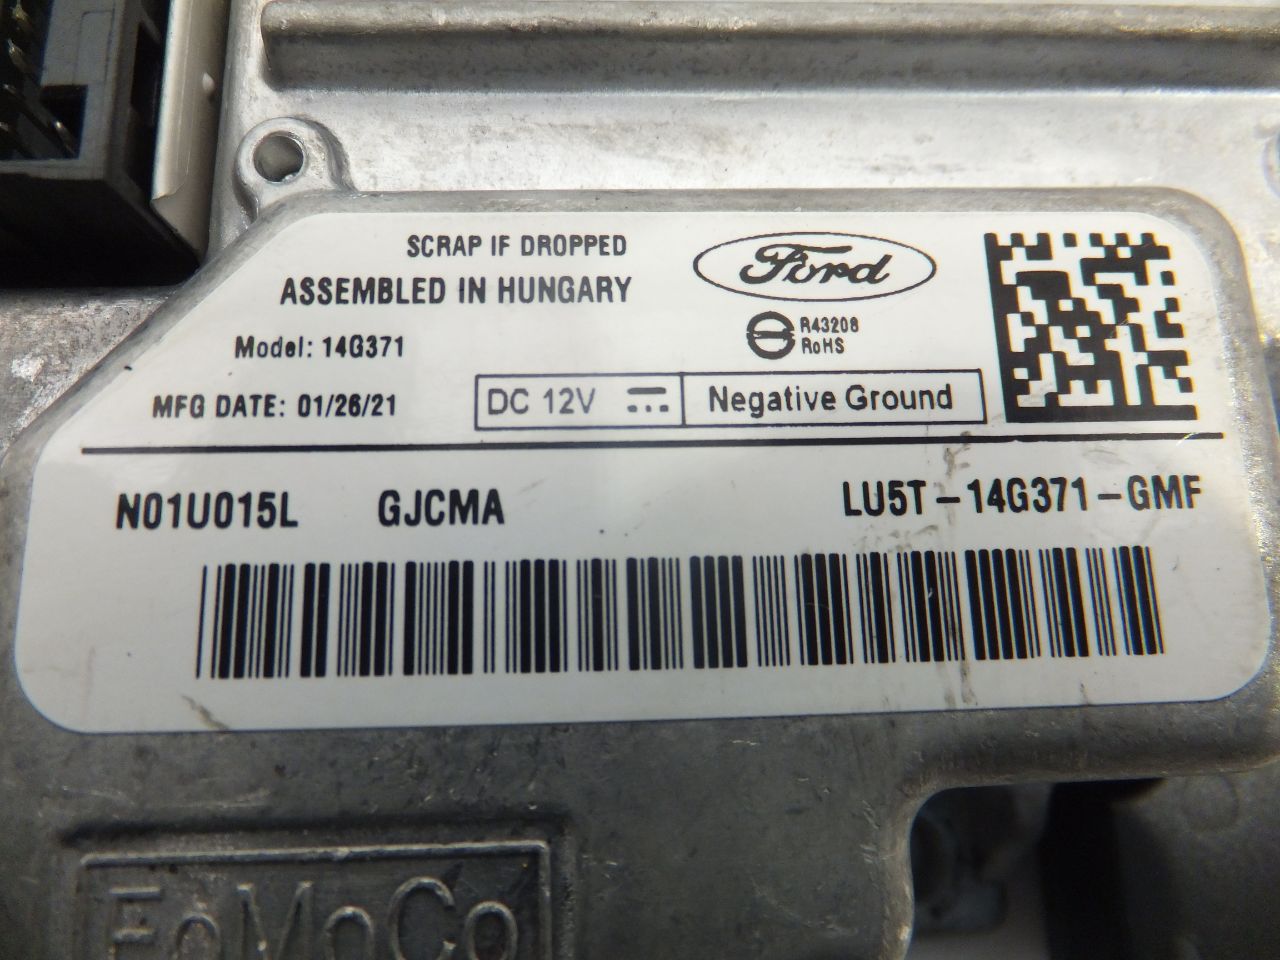 SCRAP IF DROPPED
ASSEMBLED IN HUNGARY
Ford
R43208
RoHS
Model: 14G371
MFG DATE: 01/26/21
DC 12V
Negative Ground
N01U015L GJCMA LU5T-14G371-GMF
FoMoCo